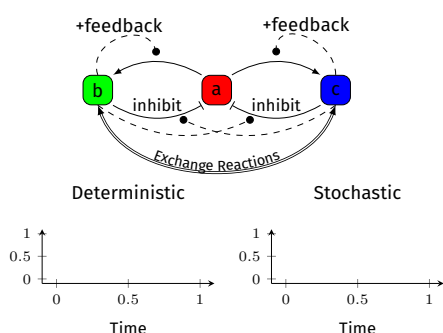 +feedback +feedback
b a c
inhibit inhibit
Exchange Reactions
Deterministic Stochastic
1 1
0.5 0.5
0 0
0 0.5 1 0 0.5 1
Time Time